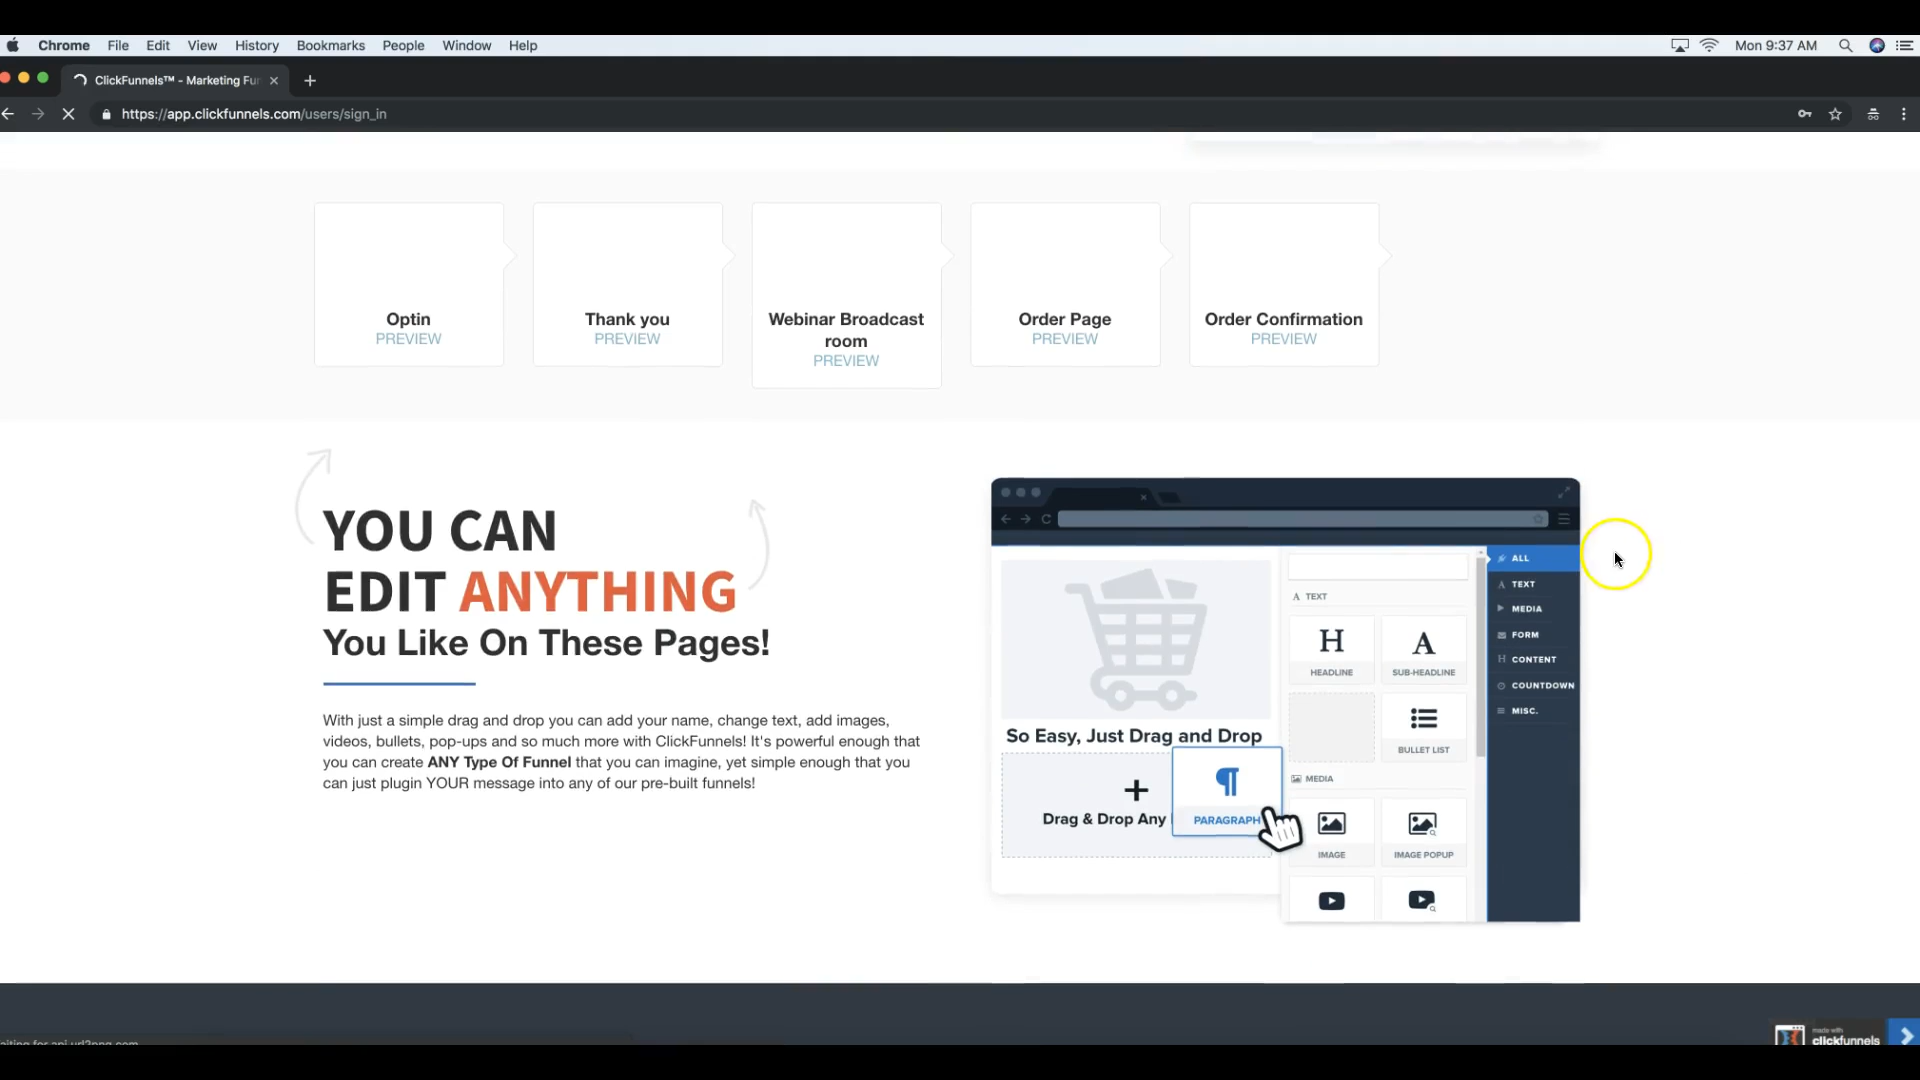 Chrome File Edit View History Bookmarks People Window Help Mon 9:37 AM
ClickFunnels™ - Marketing Fun
https://app.clickfunnels.com/users/sign_in
Optin
PREVIEW
Thank you
PREVIEW
Webinar Broadcast
room
PREVIEW
Order Page
PREVIEW
Order Confirmation
PREVIEW
YOU CAN
EDIT ANYTHING
You Like On These Pages!
With just a simple drag and drop you can add your name, change text, add images,
videos, bullets, pop-ups and so much more with ClickFunnels! It's powerful enough that
you can create ANY Type Of Funnel that you can imagine, yet simple enough that you
can just plugin YOUR message into any of our pre-built funnels!
So Easy, Just Drag and Drop
Drag & Drop Any
PARAGRAPH
A TEXT
H A
HEADLINE SUB-HEADLINE
BULLET LIST
MEDIA
IMAGE IMAGE POPUP
ALL
A TEXT
MEDIA
FORM
H CONTENT
COUNTDOWN
MISC.
made with
clickfunnels